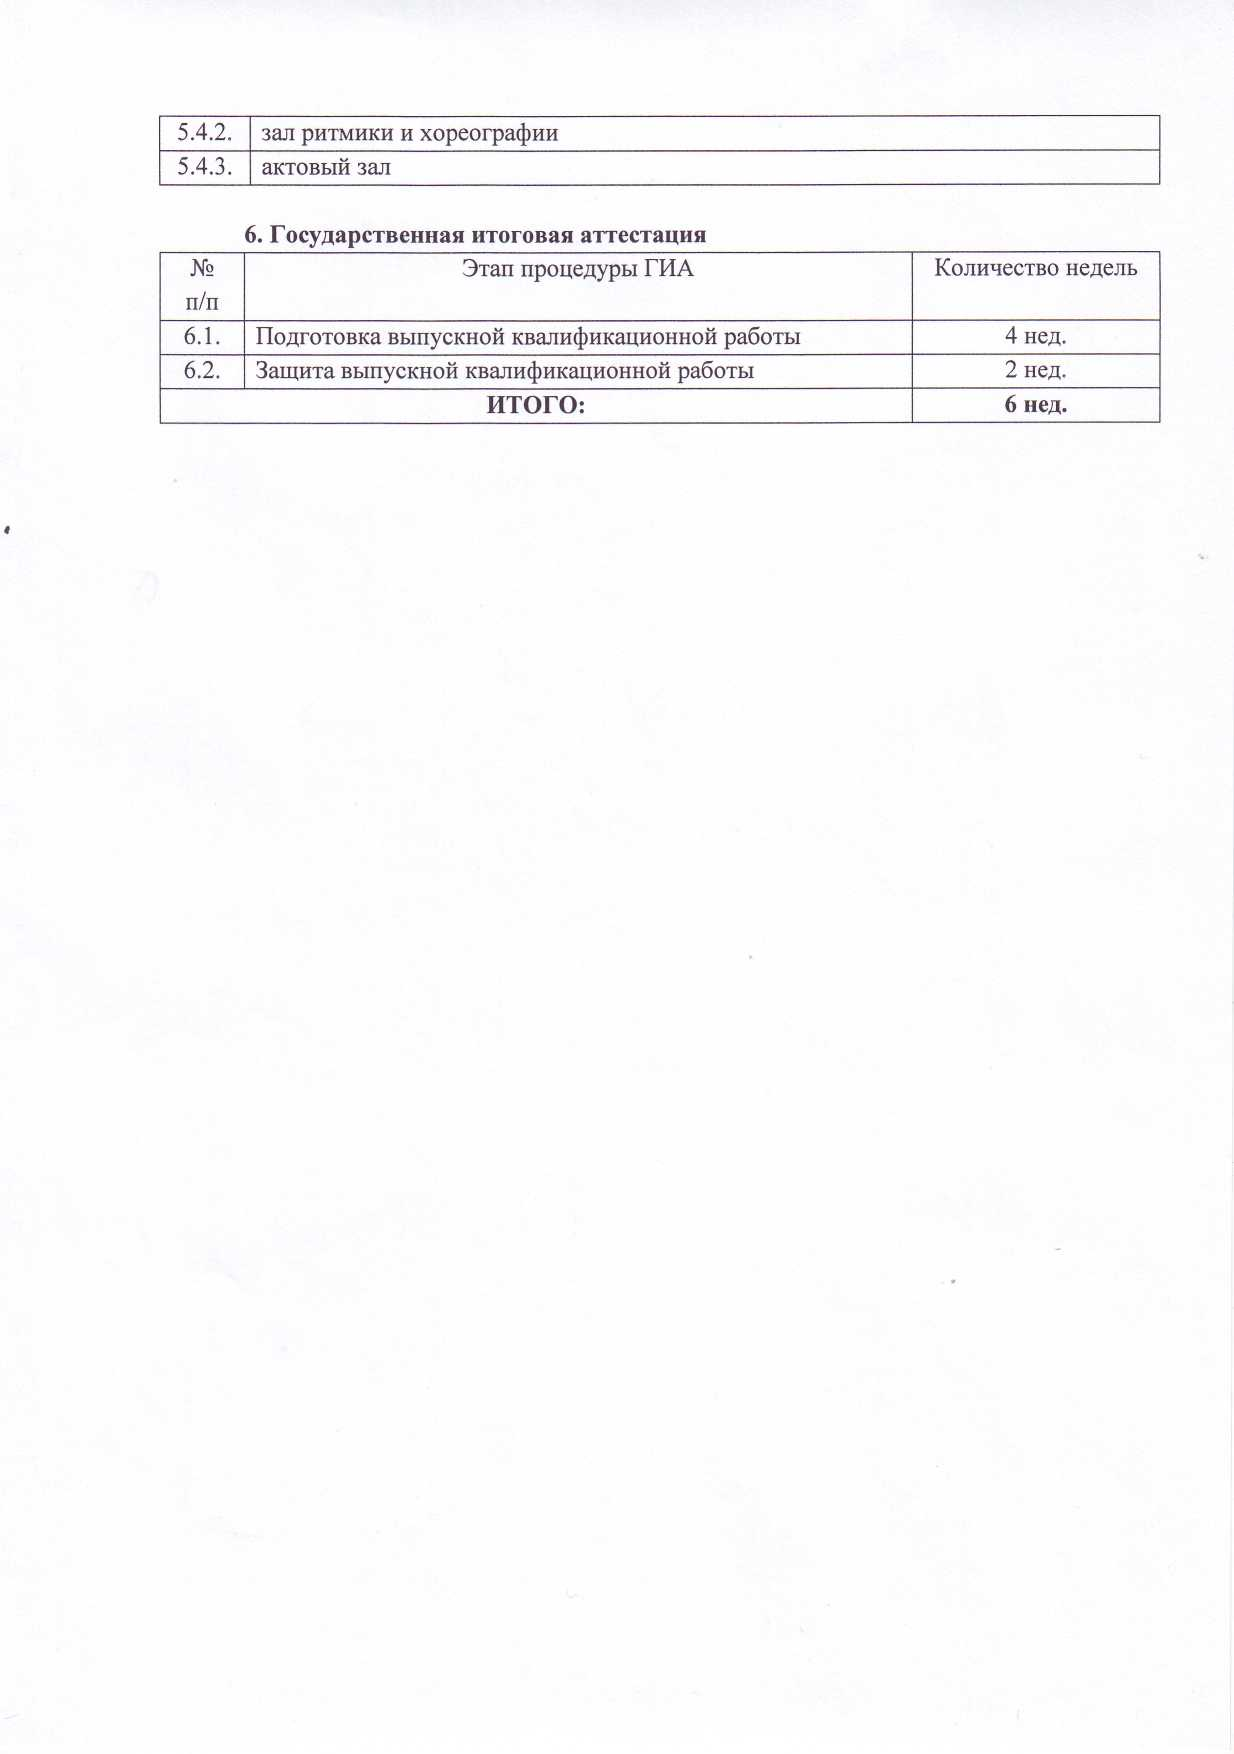 5.4.2. зал ритмики и хореографии
5.4.3. актовый зал
6. Государственная итоговая аттестация
№ п/п Этап процедуры ГИА Количество недель
6.1. Подготовка выпускной квалификационной работы 4 нед.
6.2. Защита выпускной квалификационной работы 2 нед.
ИТОГО: 6 нед.